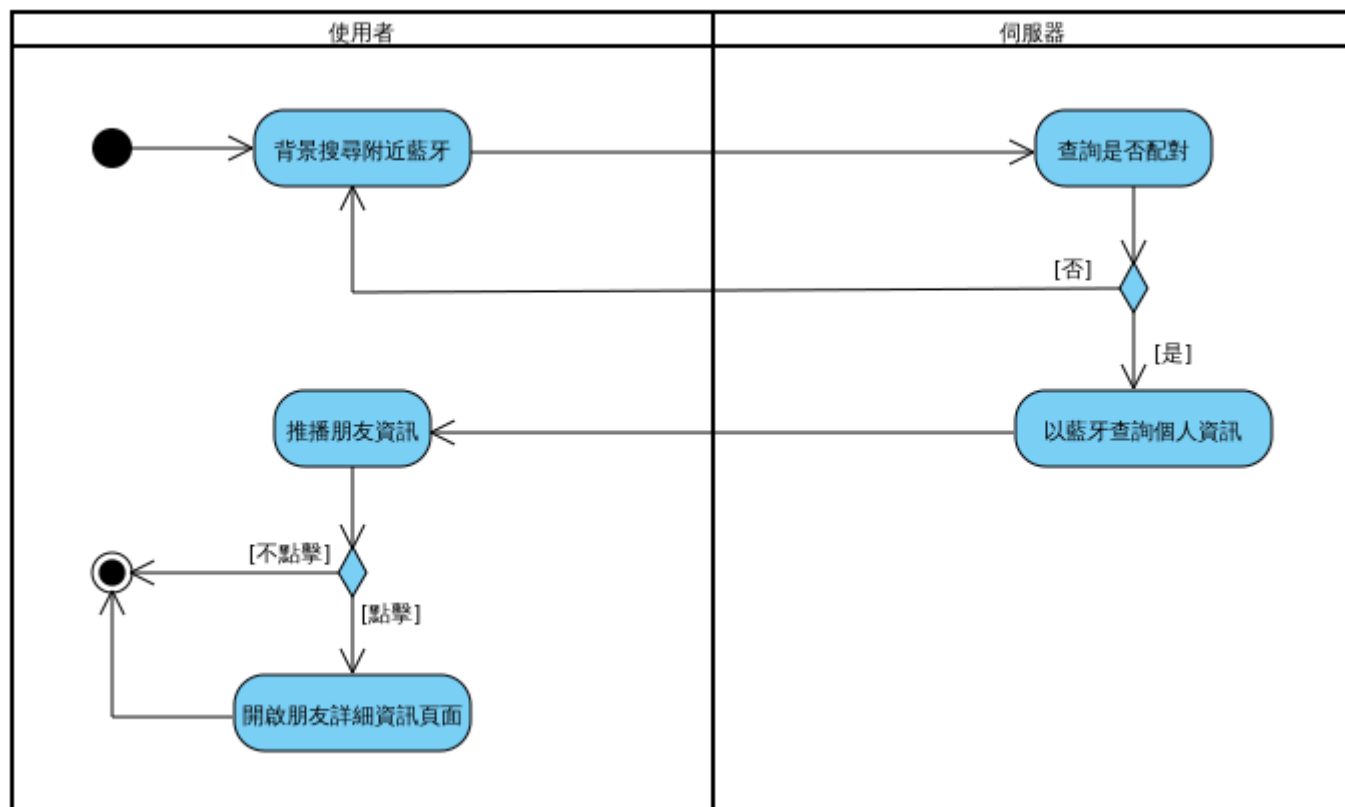 使用者
伺服器
背景搜尋附近藍牙
查詢是否配對
[否]
[是]
推播朋友資訊
以藍牙查詢個人資訊
[不點擊]
[點擊]
開啟朋友詳細資訊頁面